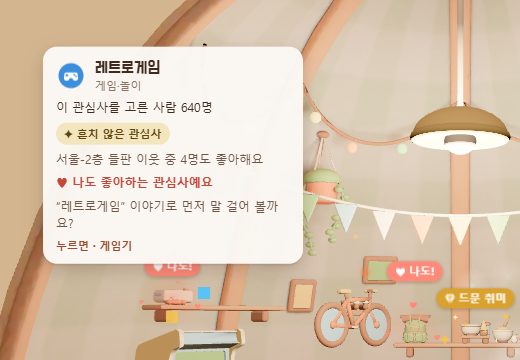 레트로게임
게임·놀이
이 관심사를 고른 사람 640명
✦ 흔치 않은 관심사
서울-2층 들판 이웃 중 4명도 좋아해요
♥ 나도 좋아하는 관심사예요
"레트로게임" 이야기로 먼저 말 걸어 볼까
요?
누르면 · 게임기
나도!
나도!
드문 취미